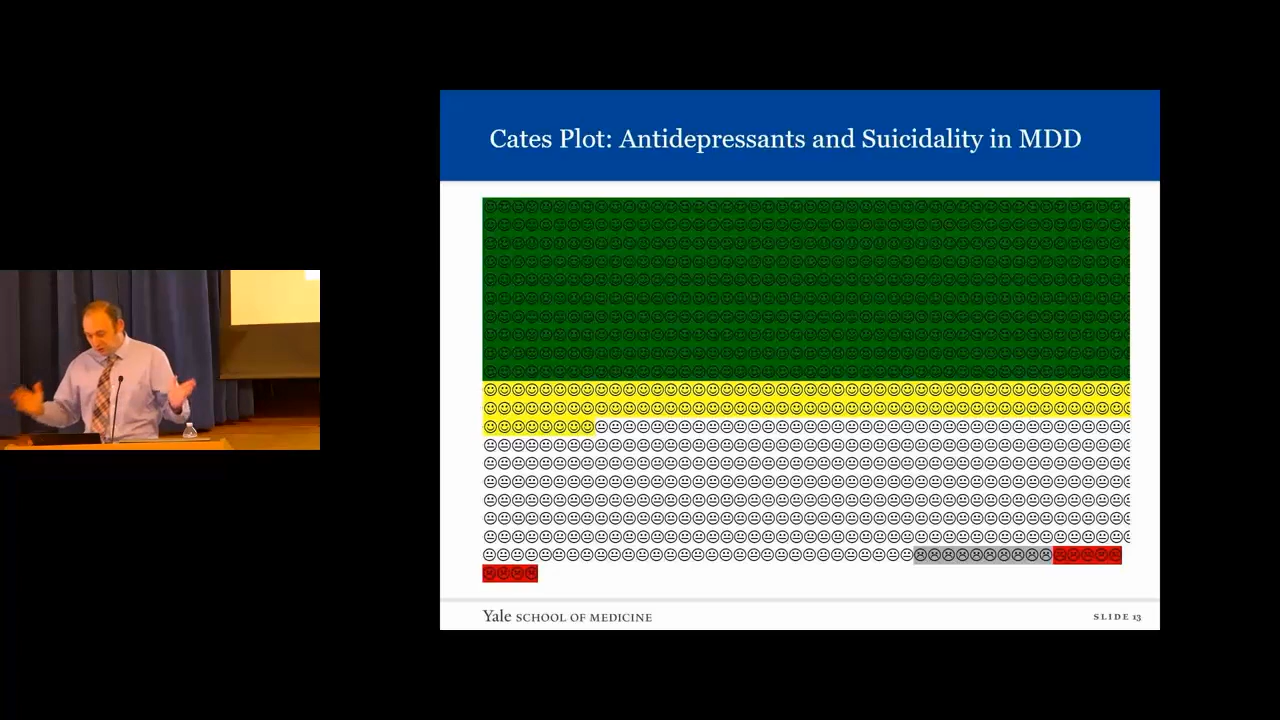 Cates Plot: Antidepressants and Suicidality in MDD
Yale SCHOOL OF MEDICINE
SLIDE 13